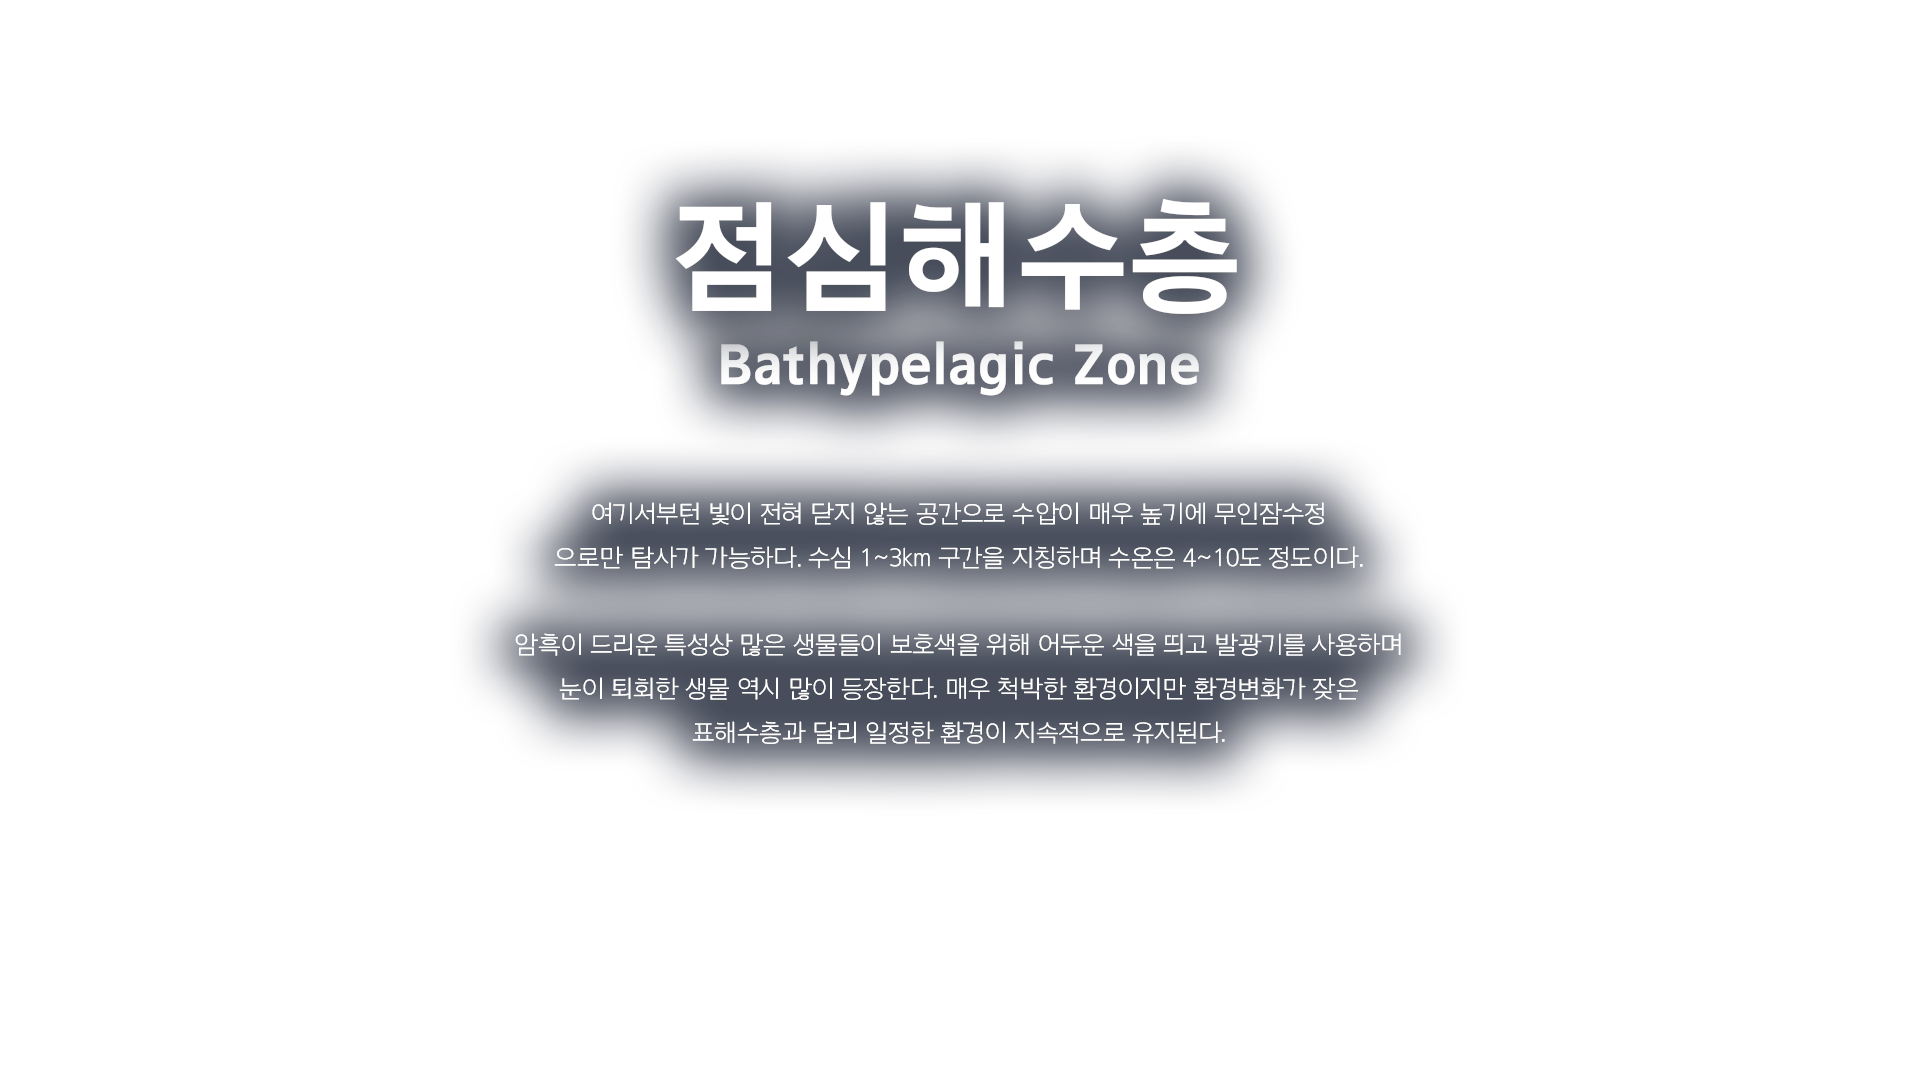 점심해수층
Bathypelagic Zone
여기서부턴 빛이 전혀 닫지 않는 공간으로 수압이 매우 높기에 무인잠수정
으로만 탐사가 가능하다. 수심 1~3km 구간을 지칭하며 수온은 4~10도 정도이다.
암흑이 드리운 특성상 많은 생물들이 보호색을 위해 어두운 색을 띄고 발광기를 사용하며
눈이 퇴회한 생물 역시 많이 등장한다. 매우 척박한 환경이지만 환경변화가 잦은
표해수층과 달리 일정한 환경이 지속적으로 유지된다.